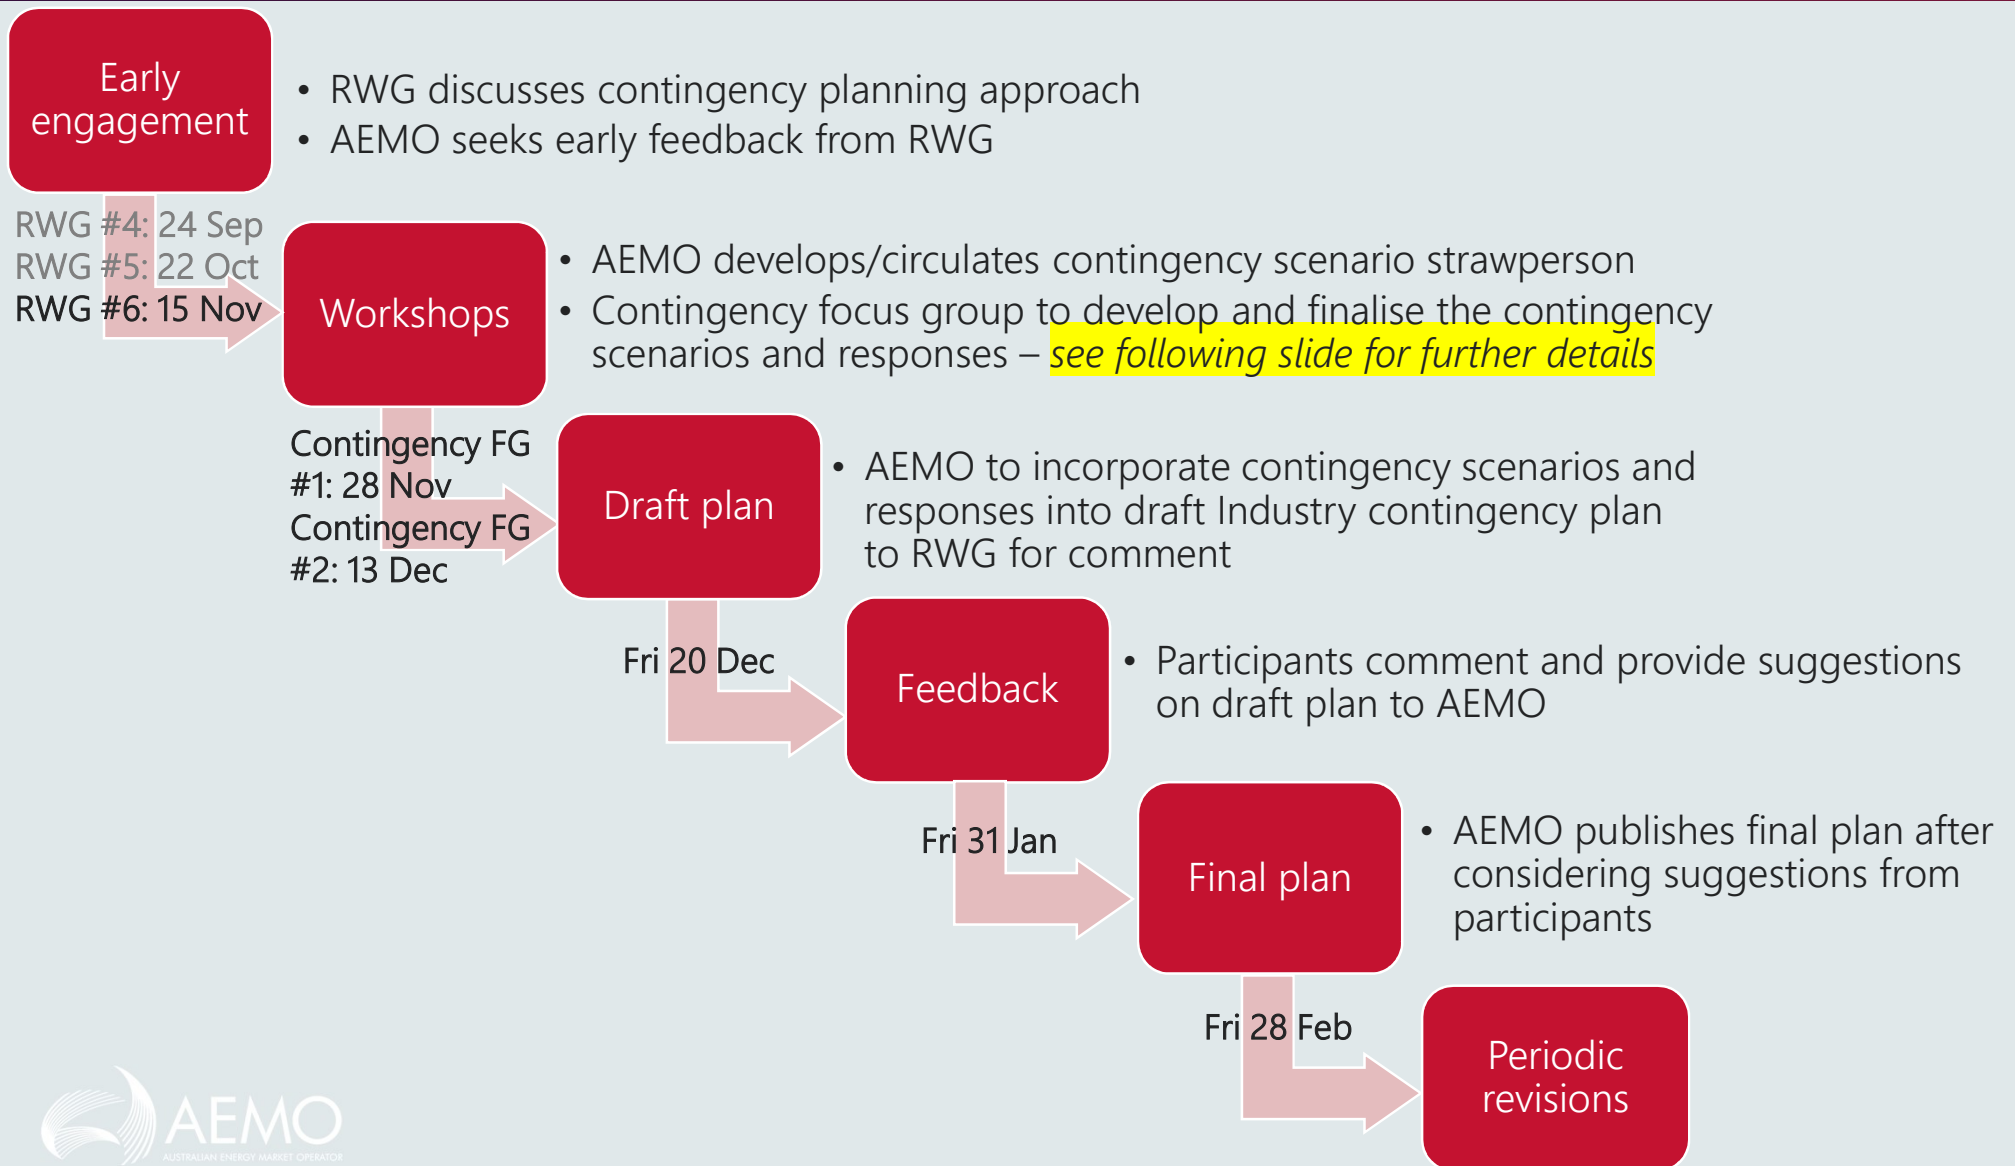 Early
engagement
• RWG discusses contingency planning approach
• AEMO seeks early feedback from RWG
RWG #4: 24 Sep
RWG #5: 22 Oct
RWG #6: 15 Nov
Workshops
• AEMO develops/circulates contingency scenario strawperson
• Contingency focus group to develop and finalise the contingency
scenarios and responses – see following slide for further details
Contingency FG
#1: 28 Nov
Contingency FG
#2: 13 Dec
Draft plan
• AEMO to incorporate contingency scenarios and
responses into draft Industry contingency plan
to RWG for comment
Fri 20 Dec
Feedback
• Participants comment and provide suggestions
on draft plan to AEMO
Fri 31 Jan
Final plan
• AEMO publishes final plan after
considering suggestions from
participants
Fri 28 Feb
Periodic
revisions
AEMO
AUSTRALIAN ENERGY MARKET OPERATOR